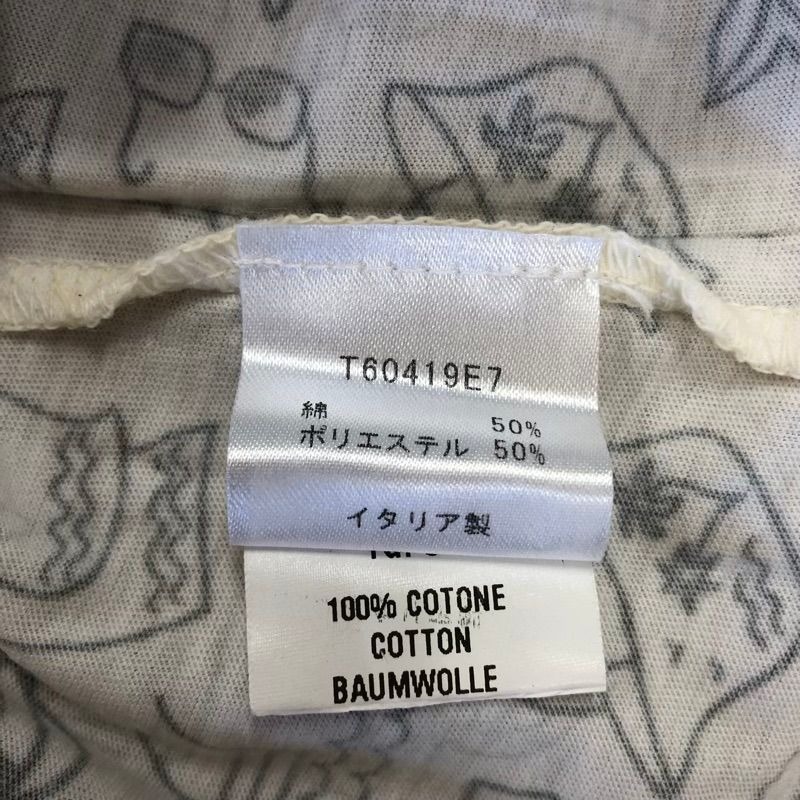 T60419E7
綿 50%
ポリエステル 50%
イタリア製
100% COTONE
COTTON
BAUMWOLLE